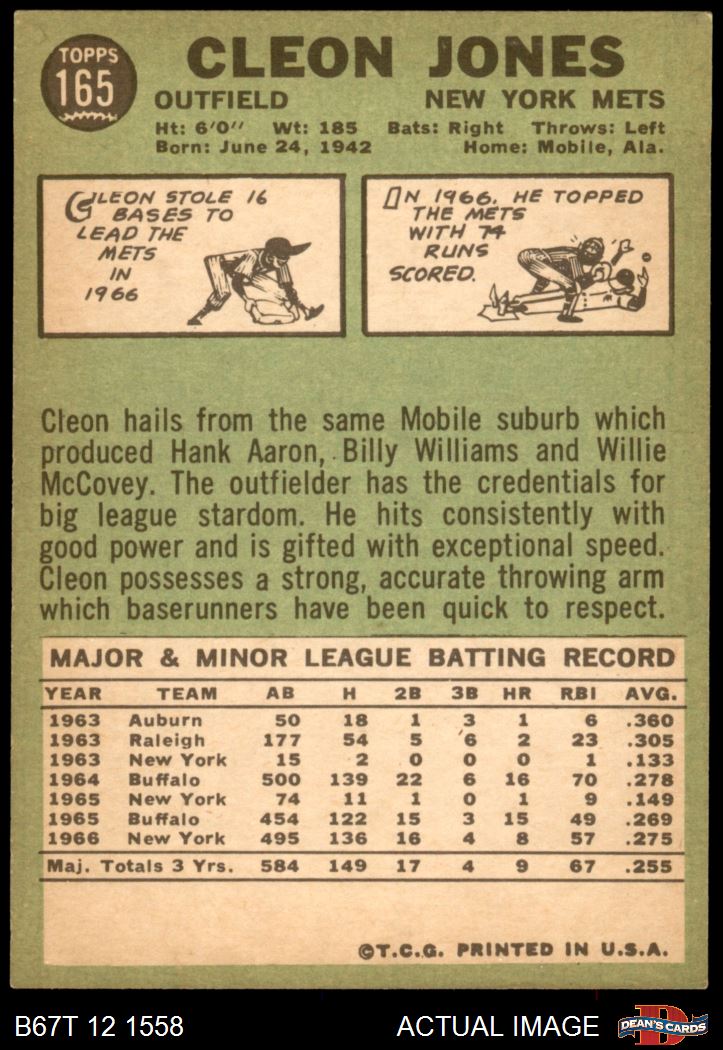 TOPPS
165
CLEON JONES
OUTFIELD NEW YORK METS
Ht: 6'0" Wt: 185 Bats: Right Throws: Left
Born: June 24, 1942 Home: Mobile, Ala.
CLEON STOLE 16
BASES TO
LEAD THE
METS
IN
1966
IN 1966, HE TOPPED
THE METS
WITH 74
RUNS
SCORED.
Cleon hails from the same Mobile suburb which
produced Hank Aaron, Billy Williams and Willie
McCovey. The outfielder has the credentials for
big league stardom. He hits consistently with
good power and is gifted with exceptional speed.
Cleon possesses a strong, accurate throwing arm
which baserunners have been quick to respect.
MAJOR & MINOR LEAGUE BATTING RECORD
YEAR TEAM AB H 2B 3B HR RBI AVG.
1963 Auburn 50 18 1 3 1 6 .360
1963 Raleigh 177 54 5 6 2 23 .305
1963 New York 15 2 0 0 0 1 .133
1964 Buffalo 500 139 22 6 16 70 .278
1965 New York 74 11 1 0 1 9 .149
1965 Buffalo 454 122 15 3 15 49 .269
1966 New York 495 136 16 4 8 57 .275
Maj. Totals 3 Yrs. 584 149 17 4 9 67 .255
©T.C.G. PRINTED IN U.S.A.
B67T 12 1558 ACTUAL IMAGE
DEAN'S CARDS